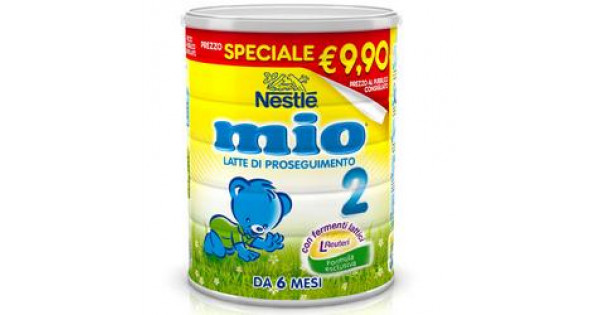 PREZZO SPECIALE €9,90
PREZZO AL PUBBLICO
CONSIGLIATO
Nestlé
mio
LATTE DI PROSEGUIMENTO
2
con fermenti lattici
L.Reuteri
Formula
esclusiva
DA 6 MESI